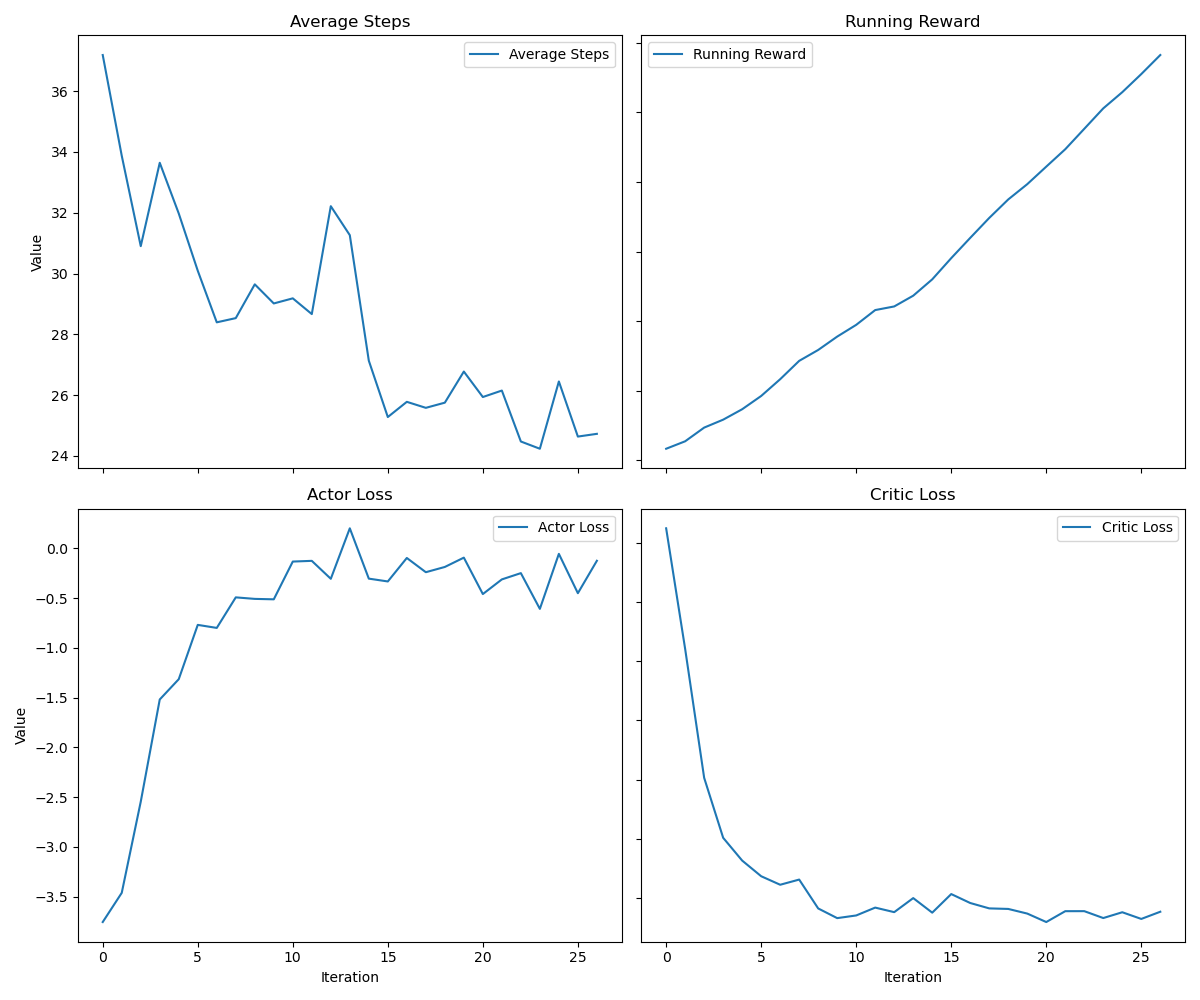 Average Steps
Average Steps
36
34
32
30
28
26
24
Value
Running Reward
Running Reward
Actor Loss
Actor Loss
0.0
−0.5
−1.0
−1.5
−2.0
−2.5
−3.0
−3.5
Value
0 5 10 15 20 25
Iteration
Critic Loss
Critic Loss
0 5 10 15 20 25
Iteration